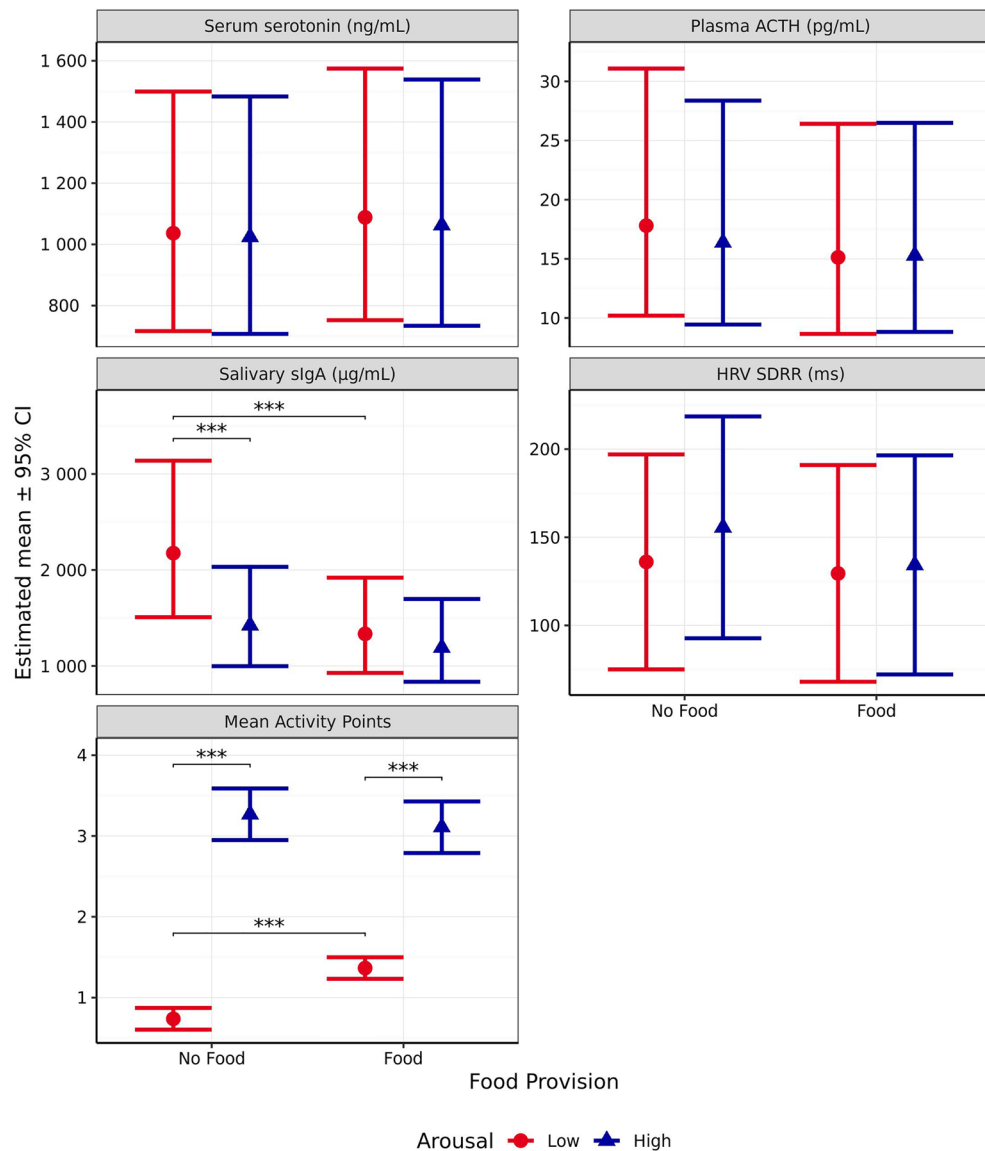 Serum serotonin (ng/mL)
Plasma ACTH (pg/mL)
1 600
1 400
1 200
1 000
800
30
25
20
15
10
Salivary sIgA (µg/mL)
HRV SDRR (ms)
Estimated mean ± 95% CI
***
***
3 000
2 000
1 000
200
150
100
No Food
Food
Mean Activity Points
4
3
2
1
***
***
***
No Food
Food
Food Provision
Arousal Low High